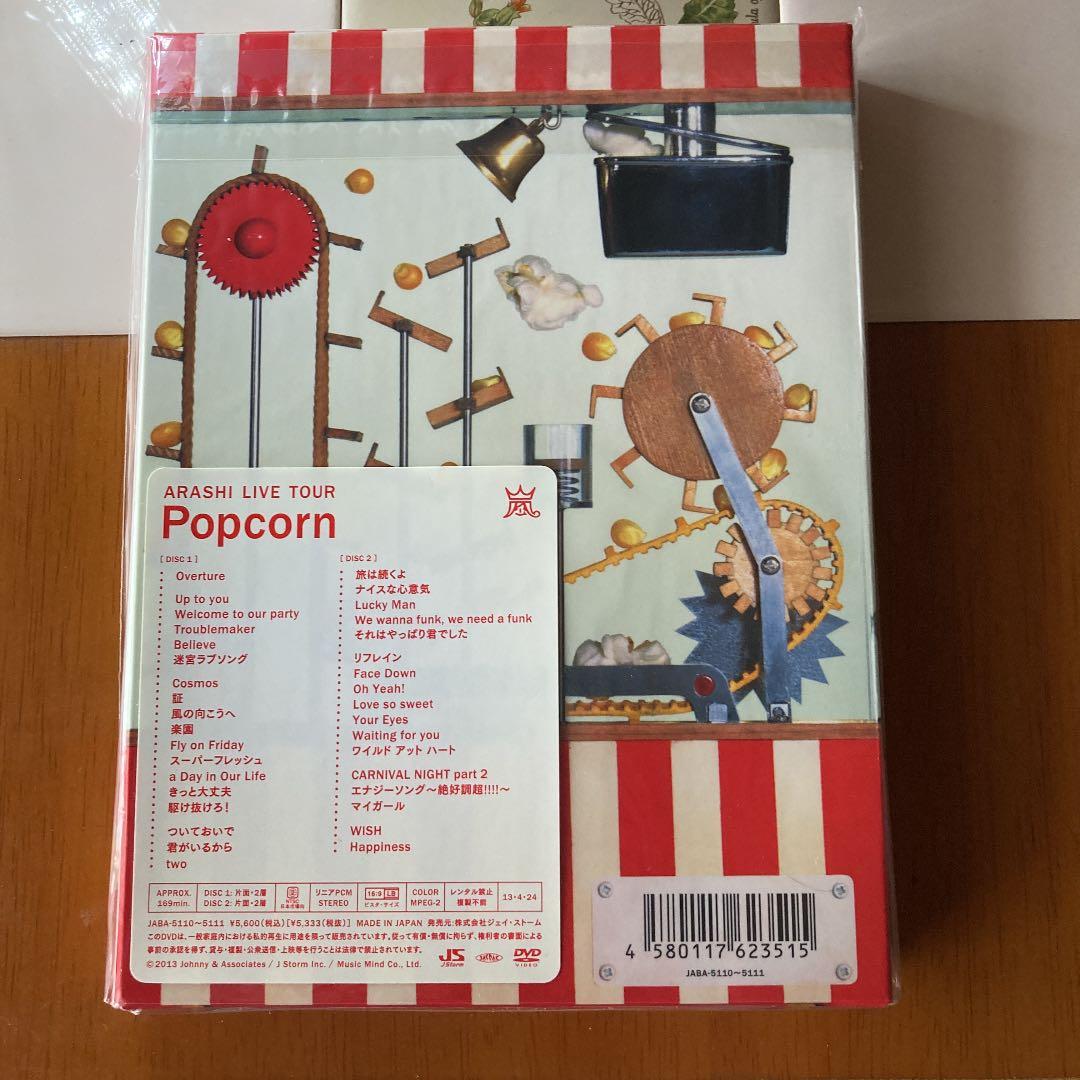 ula o
ARASHI LIVE TOUR
Popcorn
嵐
[ DISC 1 ]
Overture
Up to you
Welcome to our party
Troublemaker
Believe
迷宮ラブソング
Cosmos
証
風の向こうへ
楽園
Fly on Friday
スーパーフレッシュ
a Day in Our Life
きっと大丈夫
駆け抜けろ!
ついておいで
君がいるから
two
[ DISC 2 ]
旅は続くよ
ナイスな心意気
Lucky Man
We wanna funk, we need a funk
それはやっぱり君でした
リフレイン
Face Down
Oh Yeah!
Love so sweet
Your Eyes
Waiting for you
ワイルド アット ハート
CARNIVAL NIGHT part 2
エナジーソング〜絶好調超!!!!〜
マイガール
WISH
Happiness
APPROX.
169min.
DISC 1: 片面・2層
DISC 2: 片面・2層
2
NTSC
日本市場向
リニアPCM
STEREO
16:9 LB
ビスタ・サイズ
COLOR
MPEG-2
レンタル禁止
複製不能
13・4・24
JABA-5110〜5111 ¥5,600(税込)[¥5,333(税抜)] MADE IN JAPAN 発売元:株式会社ジェイ・ストーム
このDVDは、一般家庭内における私的再生に用途を限って販売されています。従って有償・無償に拘らず、権利者の書面による
事前の承諾を得ず、貸与・複製・公衆送信・上映等を行うことは法律で禁止されています。
©2013 Johnny & Associates / J Storm Inc. / Music Mind Co., Ltd.
JS
J Storm
DVD
VIDEO
4 580117 623515
JABA-5110〜5111